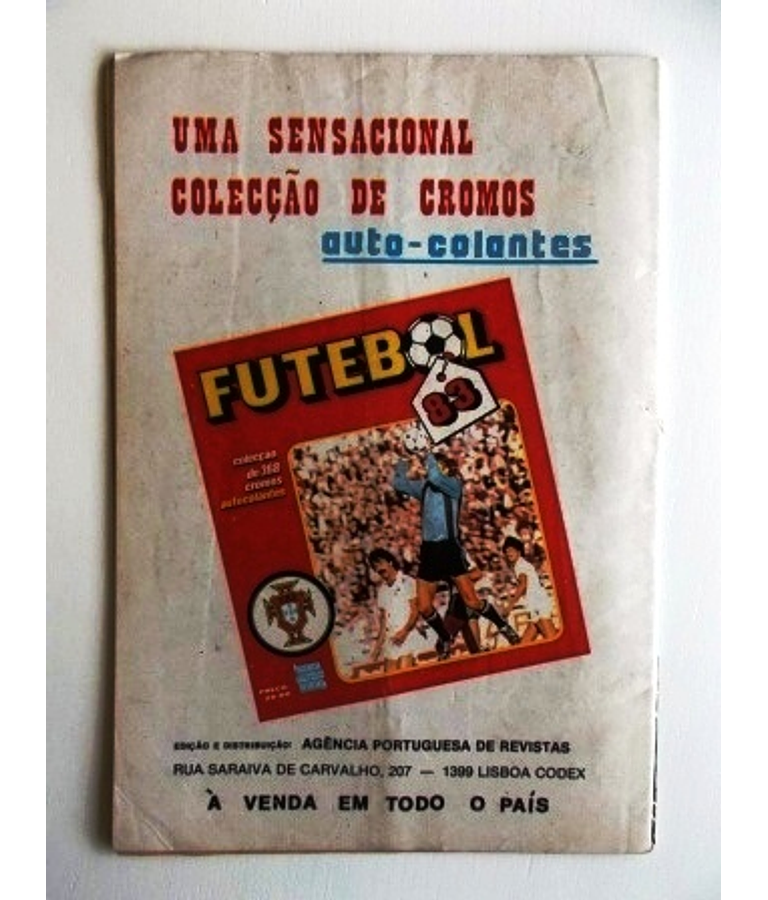 UMA SENSACIONAL
COLECÇÃO DE CROMOS
auto-colantes
FUTEBOL
83
colecção
de 368
cromos
autocolantes
EDIÇÃO E DISTRIBUIÇÃO: AGÊNCIA PORTUGUESA DE REVISTAS
RUA SARAIVA DE CARVALHO, 207 — 1399 LISBOA CODEX
À VENDA EM TODO O PAÍS